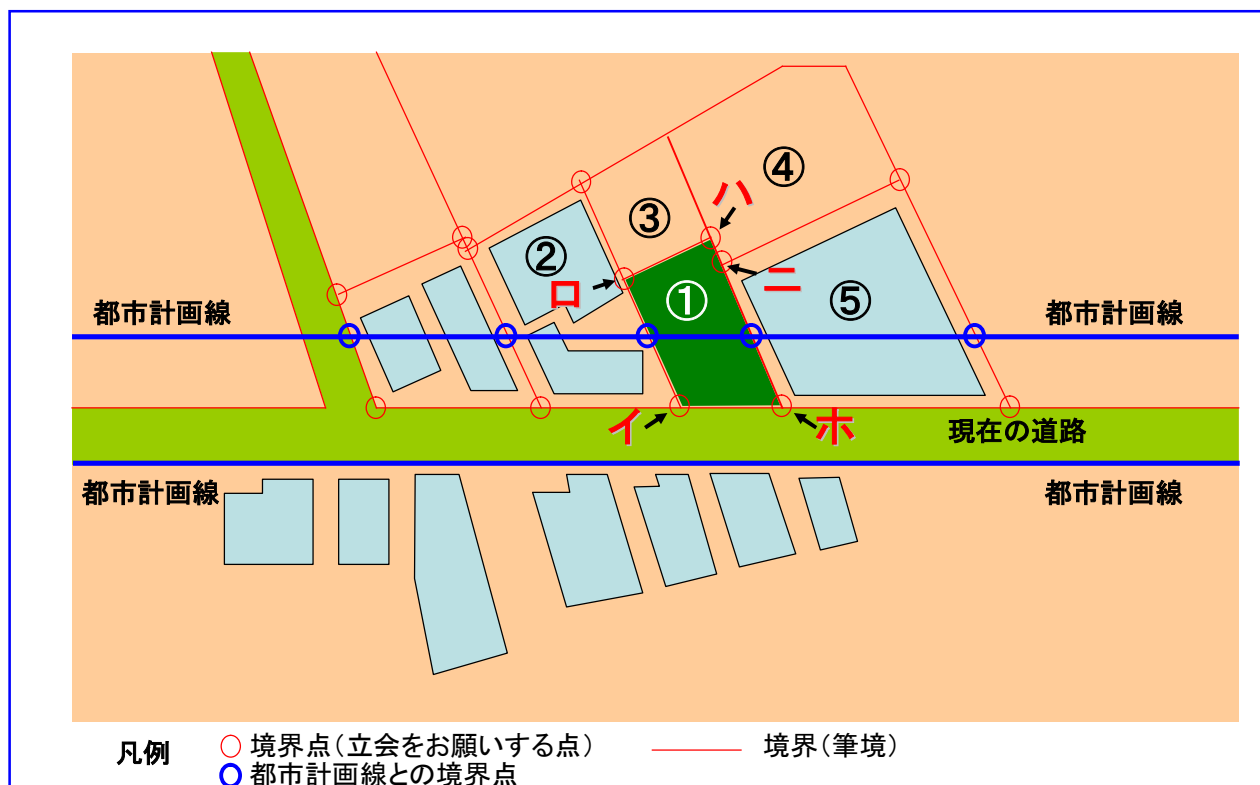 ④
ハ
③
②
ロ
①
ニ
⑤
都市計画線
都市計画線
イ
ホ
現在の道路
都市計画線
都市計画線
凡例
境界点(立会をお願いする点)
境界(筆境)
都市計画線との境界点